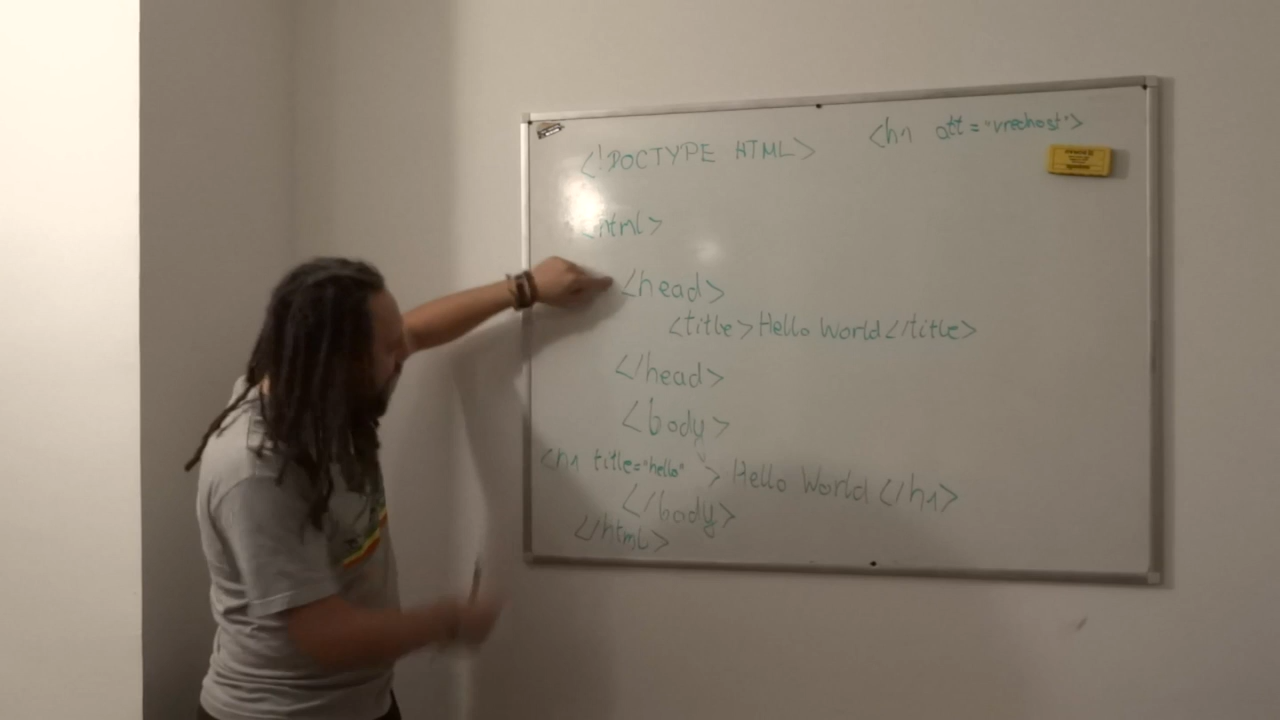 <!DOCTYPE HTML>
<h1 att="vrednost">
<html>
<head>
<title>Hello World</title>
</head>
<body>
<h1 title="hello" > Hello World </h1>
</body>
</html>